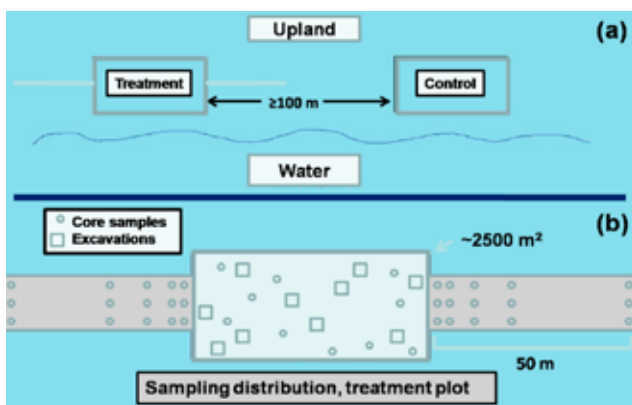 Upland
(a)
Treatment
Control
≥100 m
Water
(b)
Core samples
Excavations
~2500 m²
50 m
Sampling distribution, treatment plot